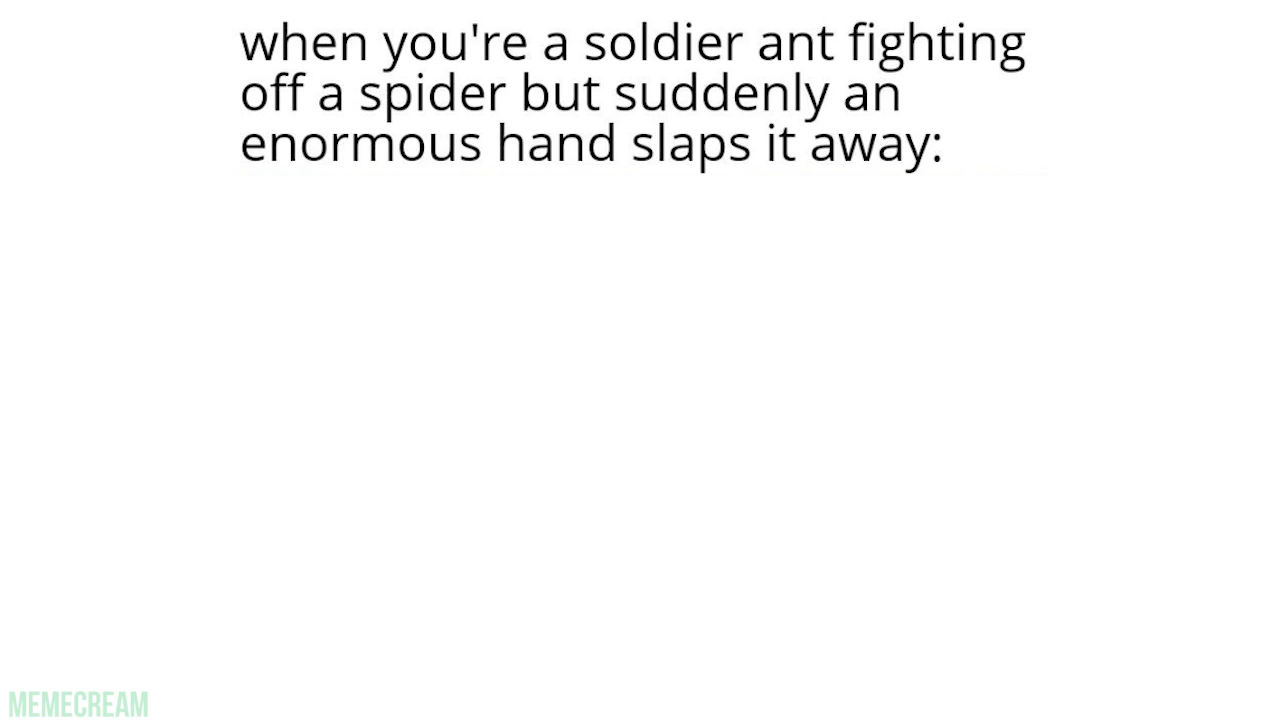 when you're a soldier ant fighting
off a spider but suddenly an
enormous hand slaps it away:
MEMECREAM